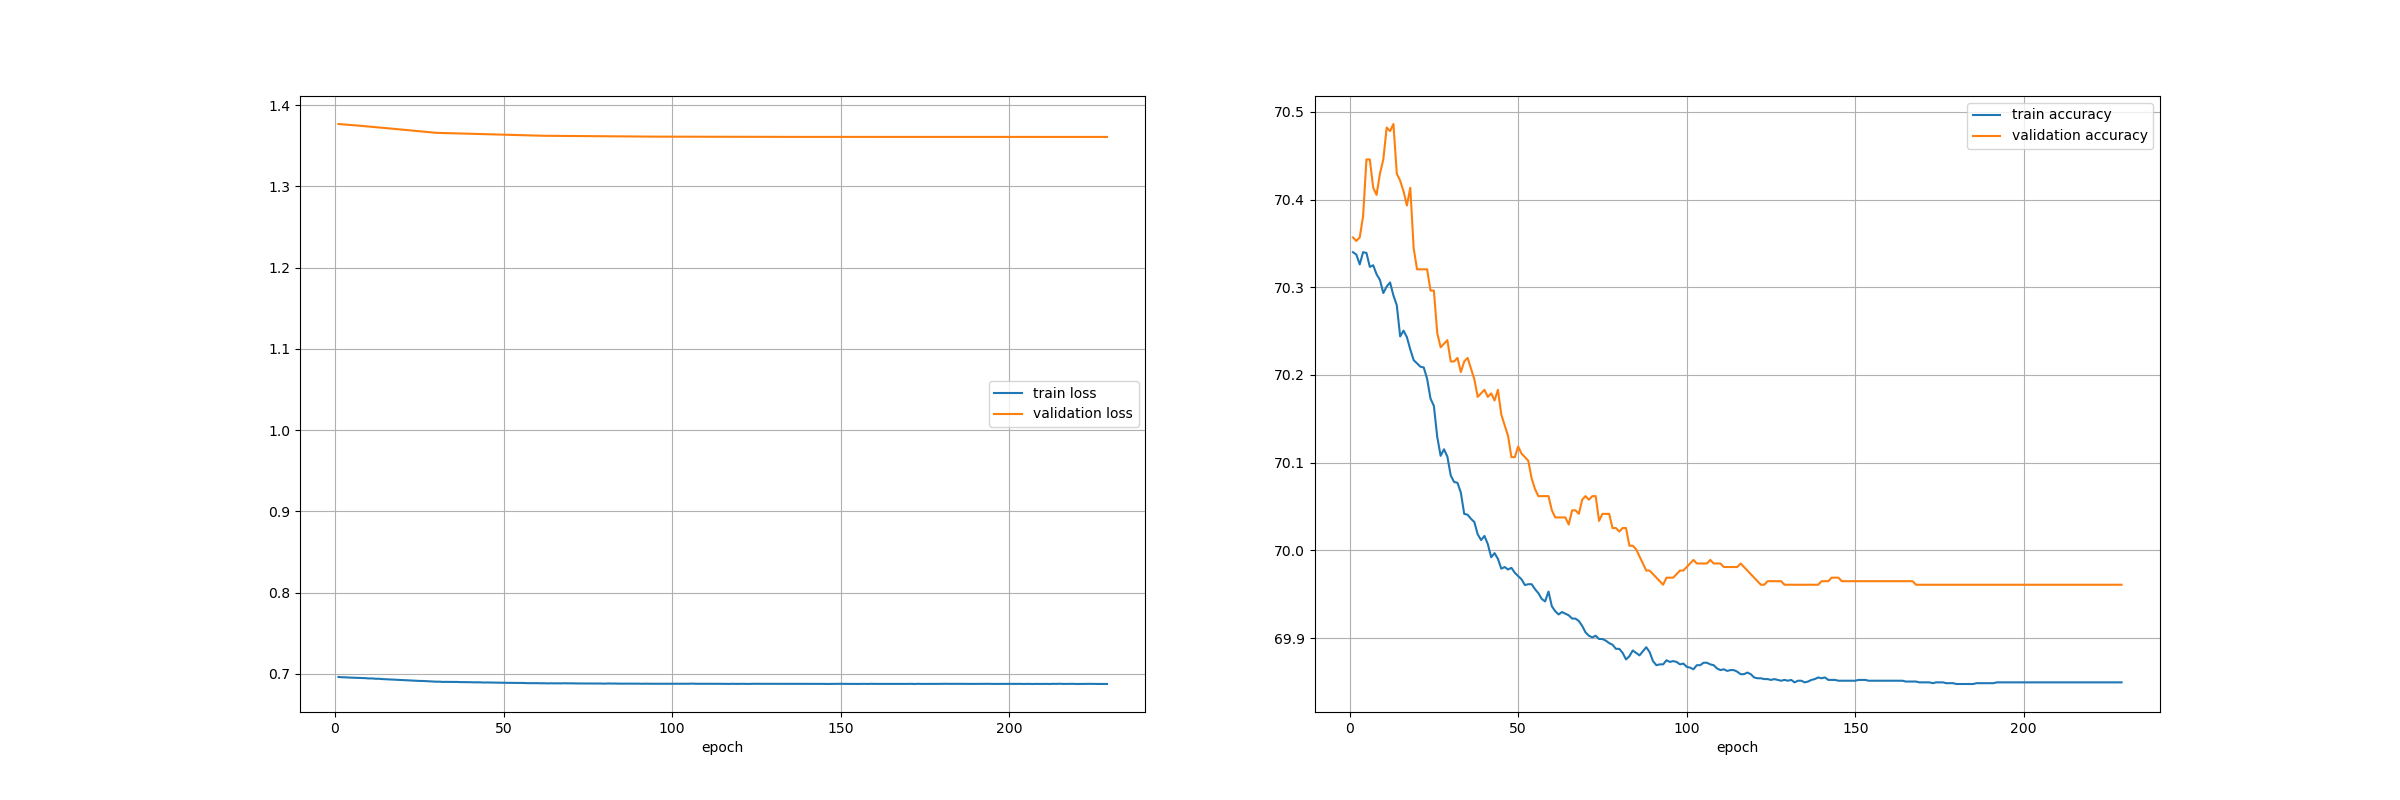 1.4
1.3
1.2
1.1
1.0
0.9
0.8
0.7
0 50 100 150 200
epoch
train loss
validation loss
70.5
70.4
70.3
70.2
70.1
70.0
69.9
0 50 100 150 200
epoch
train accuracy
validation accuracy